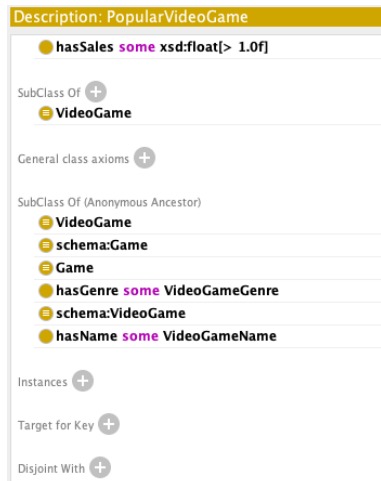 Description: PopularVideoGame
hasSales some xsd:float[> 1.0f]
SubClass Of
VideoGame
General class axioms
SubClass Of (Anonymous Ancestor)
VideoGame
schema:Game
Game
hasGenre some VideoGameGenre
schema:VideoGame
hasName some VideoGameName
Instances
Target for Key
Disjoint With